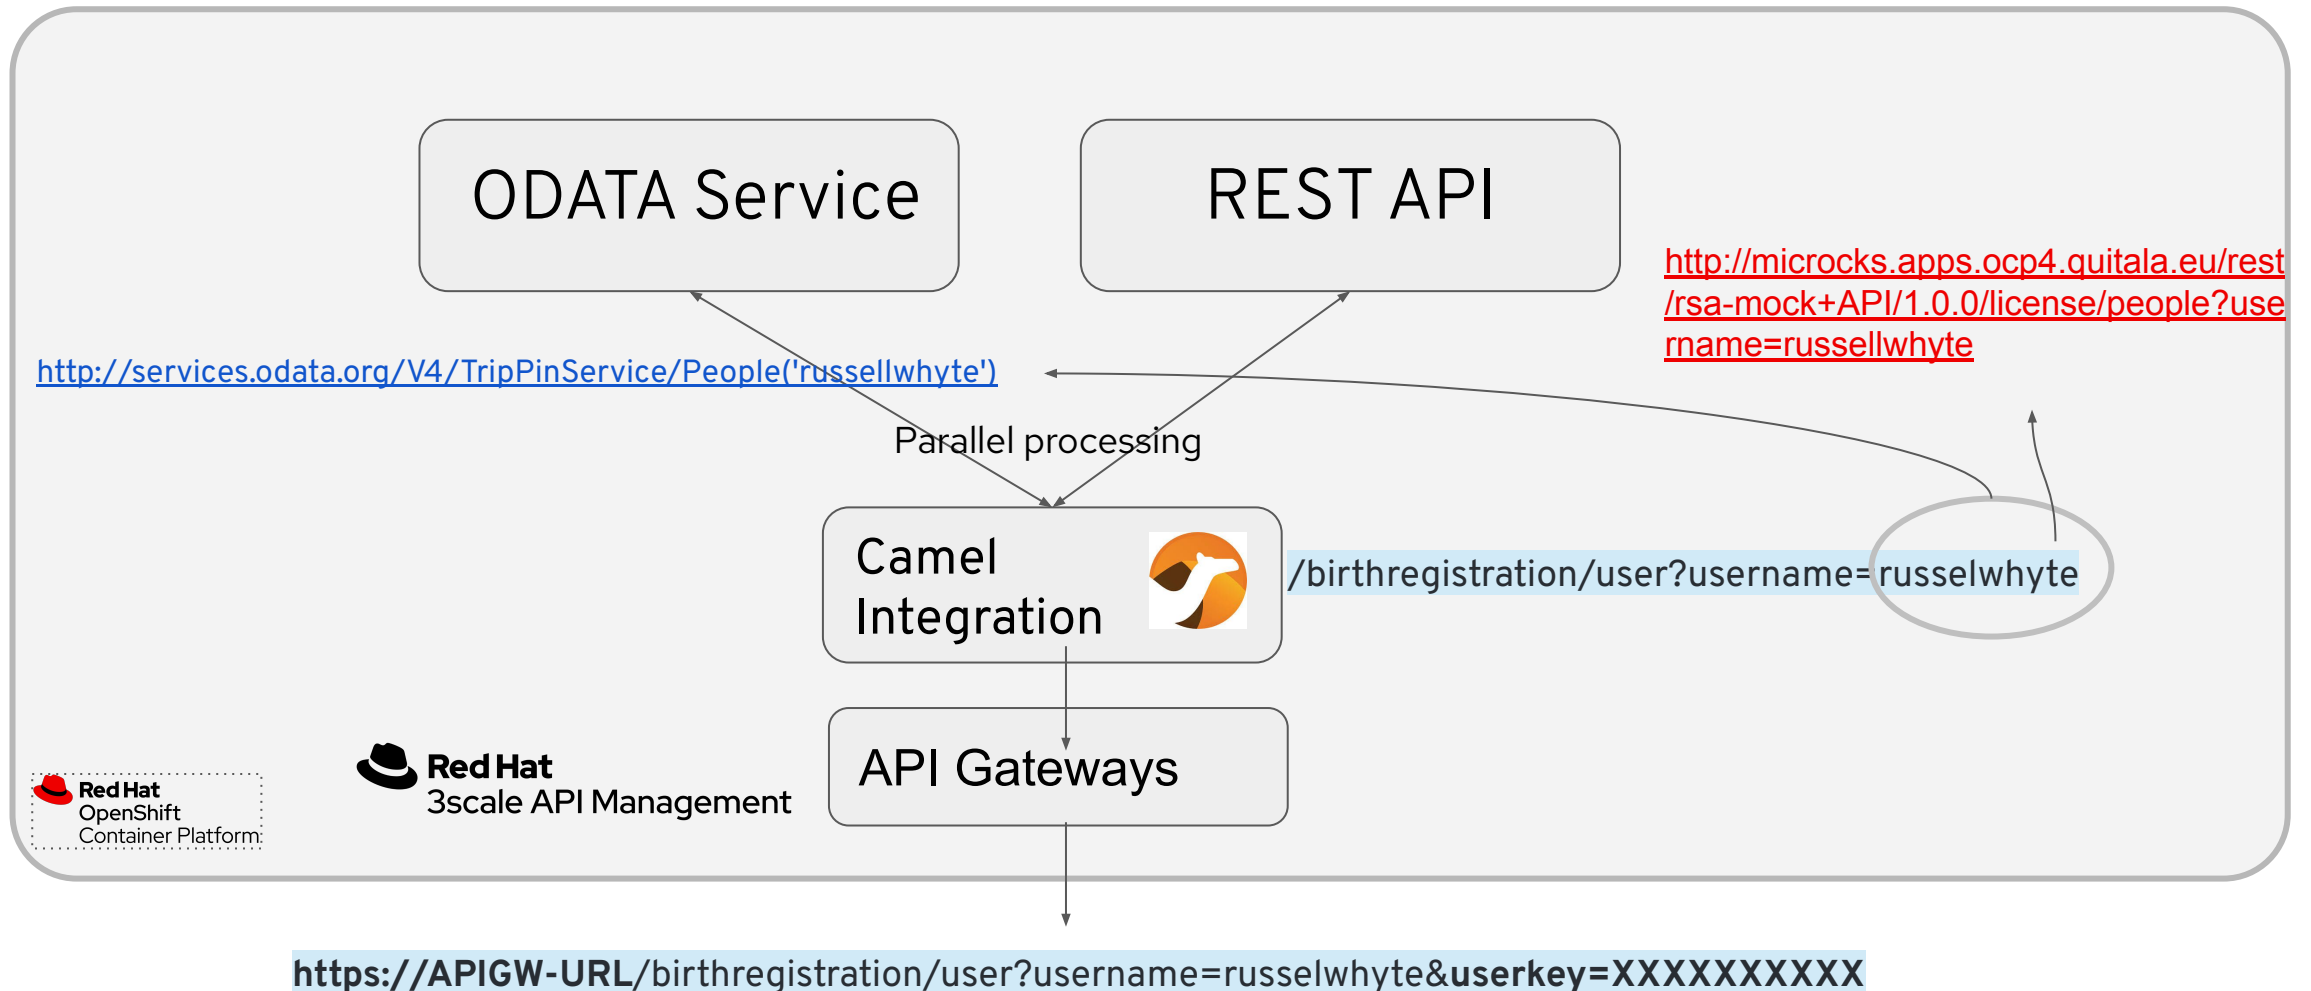 ODATA Service
REST API
http://microcks.apps.ocp4.quitala.eu/rest
/rsa-mock+API/1.0.0/license/people?use
rname=russellwhyte
http://services.odata.org/V4/TripPinService/People('russellwhyte')
Parallel processing
Camel
Integration
/birthregistration/user?username=russelwhyte
API Gateways
Red Hat
3scale API Management
Red Hat
OpenShift
Container Platform
https://APIGW-URL/birthregistration/user?username=russelwhyte&userkey=XXXXXXXXXX